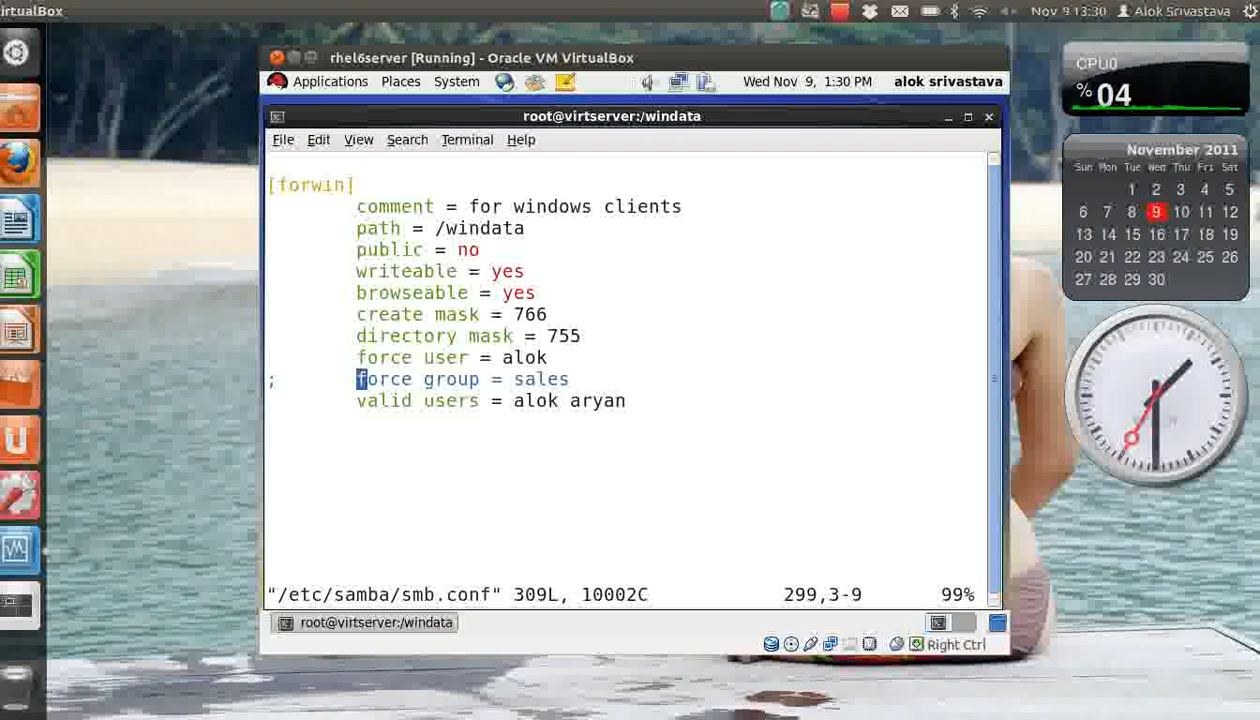 irtualBox
Nov 9 13:30 Alok Srivastava
rhel6server [Running] - Oracle VM VirtualBox
Applications Places System Wed Nov 9, 1:30 PM alok srivastava
root@virtserver:/windata
File Edit View Search Terminal Help
[forwin]
comment = for windows clients
path = /windata
public = no
writeable = yes
browseable = yes
create mask = 766
directory mask = 755
force user = alok
; force group = sales
valid users = alok aryan
"/etc/samba/smb.conf" 309L, 10002C 299,3-9 99%
root@virtserver:/windata
Right Ctrl
CPU0
% 04
November 2011
Sun Mon Tue Wed Thu Fri Sat
1 2 3 4 5
6 7 8 9 10 11 12
13 14 15 16 17 18 19
20 21 22 23 24 25 26
27 28 29 30